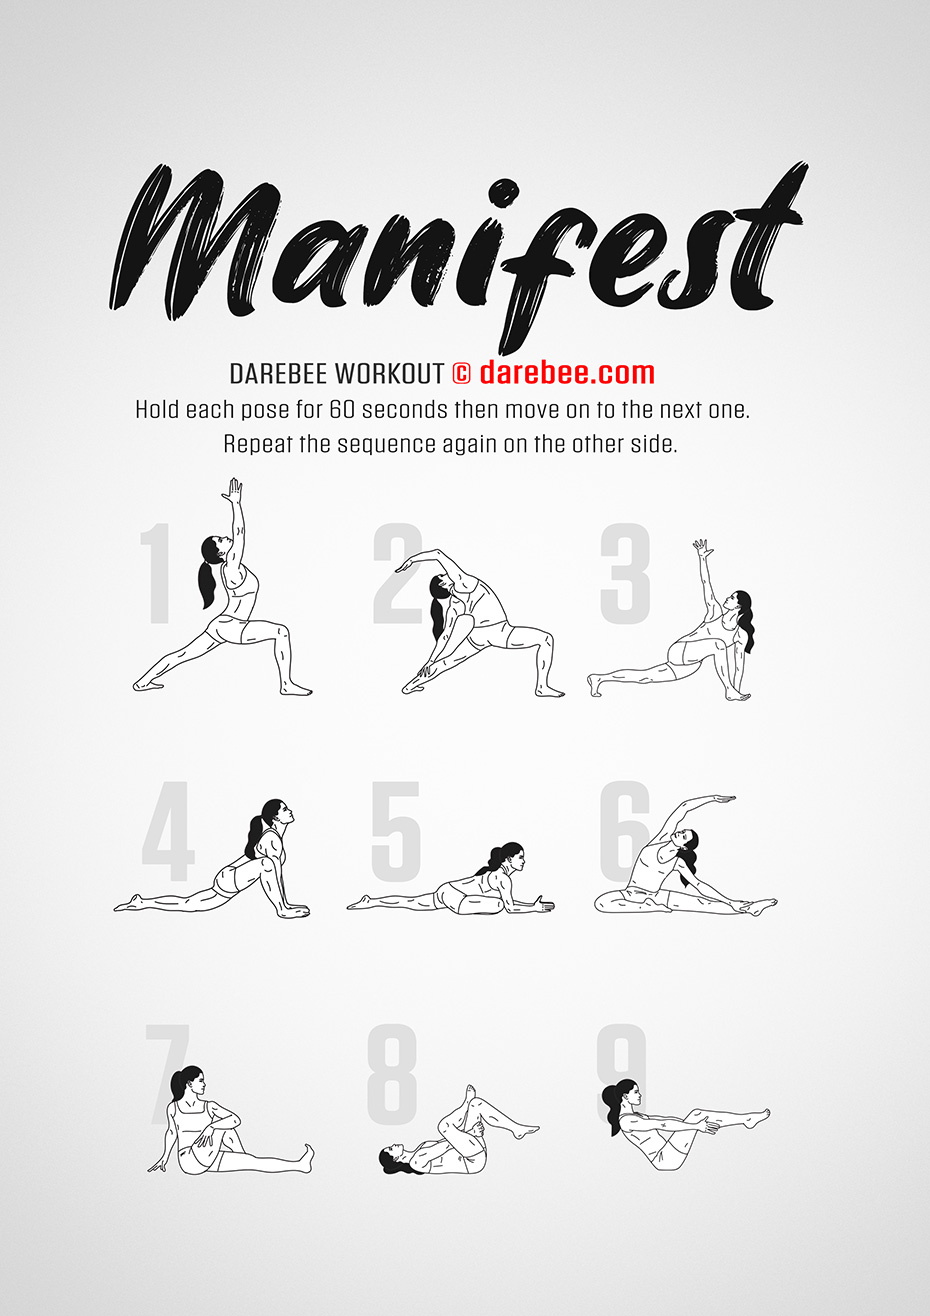 Manifest
DAREBEE WORKOUT © darebee.com
Hold each pose for 60 seconds then move on to the next one.
Repeat the sequence again on the other side.
1 2 3
4 5 6
7 8 9